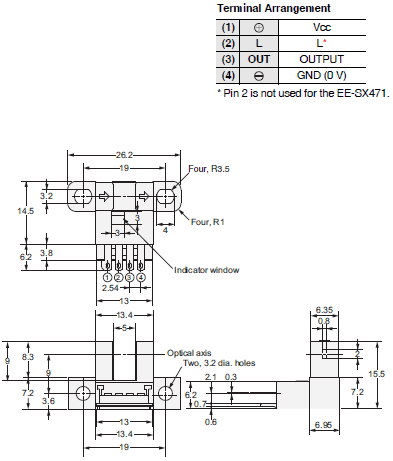 Terminal Arrangement
(1) ⊕ Vcc
(2) L L*
(3) OUT OUTPUT
(4) ⊖ GND (0 V)
* Pin 2 is not used for the EE-SX471.
26.2
19
Four, R3.5
3.2
14.5
3
3
4
Four, R1
6.2
3.8
Indicator window
① ② ③ ④
2.54
13
13.4
5
6.35
0.8
Optical axis
Two, 3.2 dia. holes
9
8.3
9
2
15.5
2.1 0.3
7.2
3.6
6.2
0.7
7.2
0.6
13
13.4
6.95
19